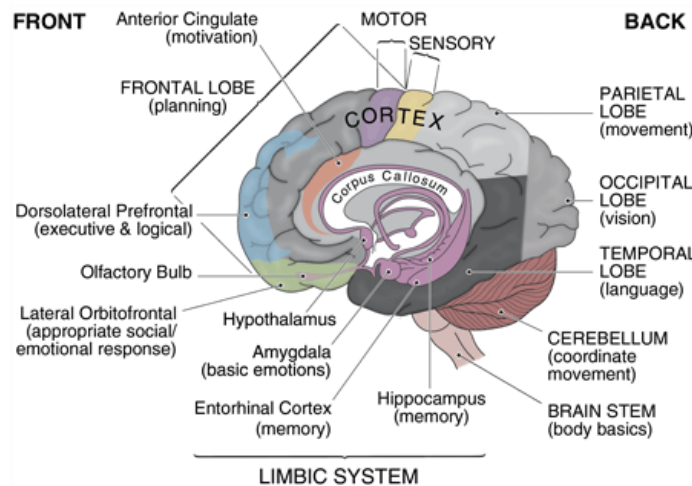 FRONT
BACK
Anterior Cingulate
(motivation)
MOTOR
SENSORY
FRONTAL LOBE
(planning)
CORTEX
Corpus Callosum
PARIETAL
LOBE
(movement)
OCCIPITAL
LOBE
(vision)
TEMPORAL
LOBE
(language)
Dorsolateral Prefrontal
(executive & logical)
Olfactory Bulb
Lateral Orbitofrontal
(appropriate social/
emotional response)
Hypothalamus
Amygdala
(basic emotions)
Entorhinal Cortex
(memory)
Hippocampus
(memory)
CEREBELLUM
(coordinate
movement)
BRAIN STEM
(body basics)
LIMBIC SYSTEM